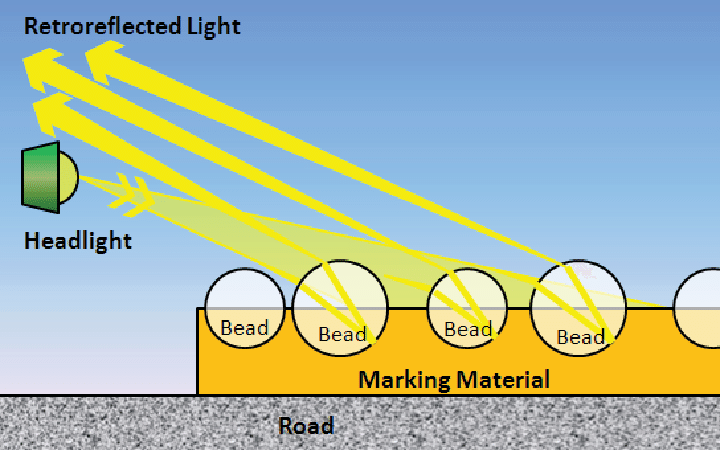 Retroreflected Light
Headlight
Bead
Bead
Bead
Bead
Marking Material
Road